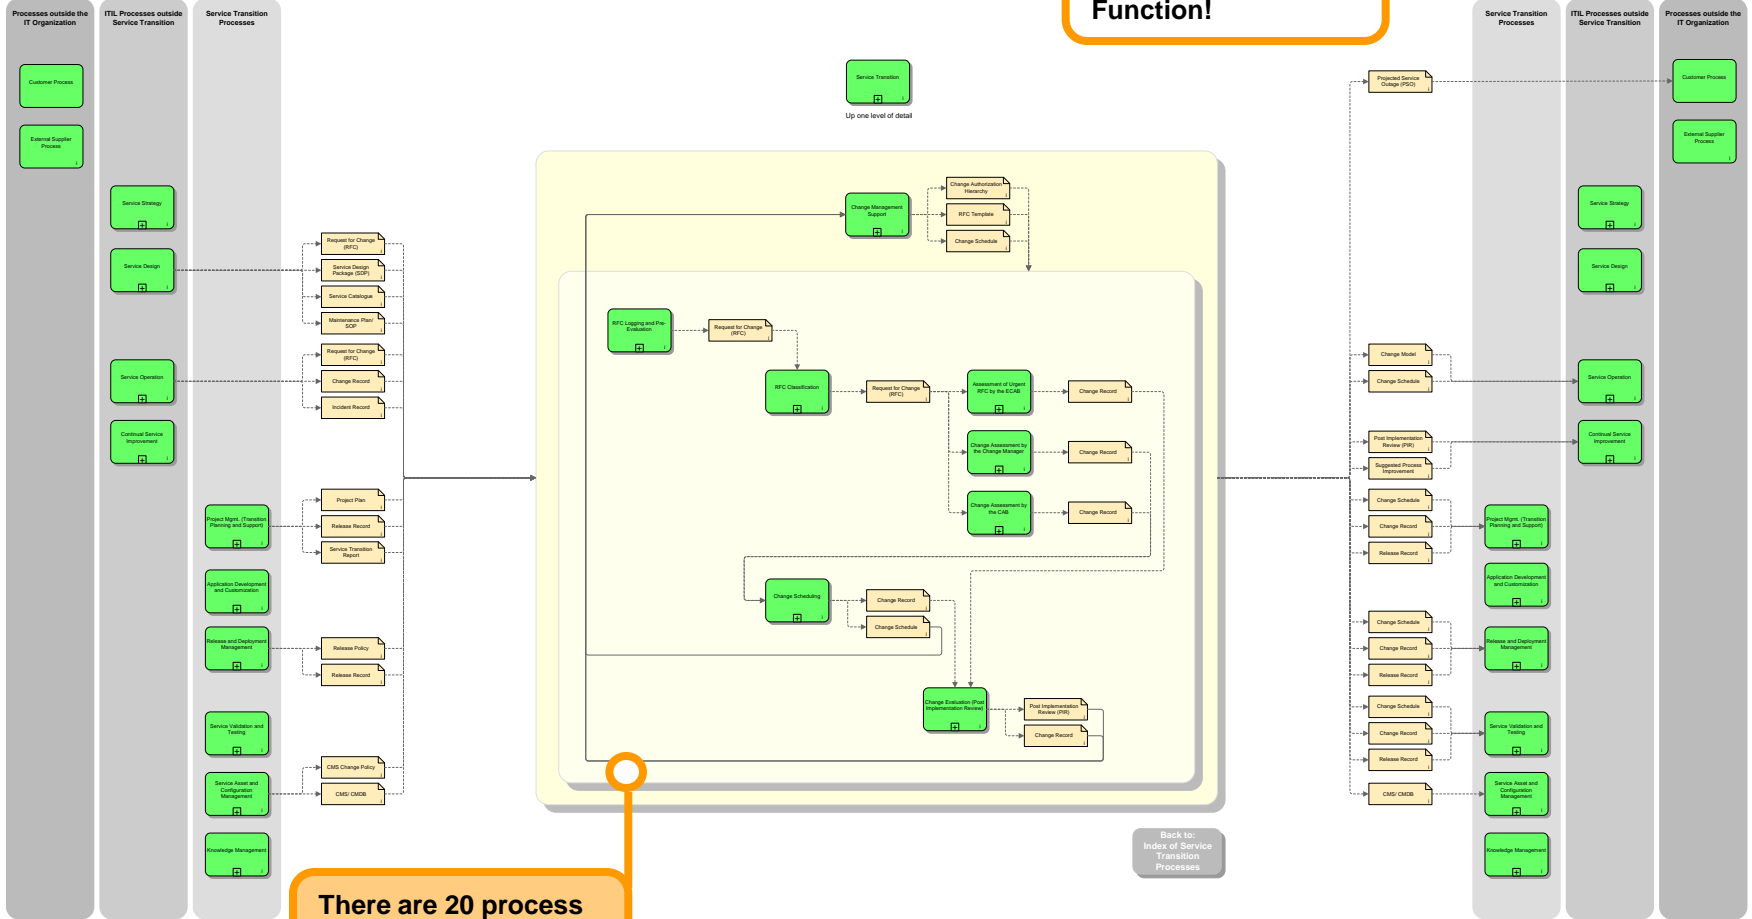 Processes outside the
IT Organization
ITIL Processes outside
Service Transition
Service Transition
Processes
Function!
Service Transition
Processes
ITIL Processes outside
Service Transition
Processes outside the
IT Organization
Customer Process
External Supplier
Process
Service Strategy
Service Design
Service Operation
Continual Service
Improvement
Project Mgmt. (Transition
Planning and Support)
Application Development
and Customization
Release and Deployment
Management
Service Validation and
Testing
Service Asset and
Configuration
Management
Knowledge Management
Request for Change
(RFC)
Service Design
Package (SDP)
Service Catalogue
Maintenance Plan/
SOP
Request for Change
(RFC)
Change Record
Incident Record
Project Plan
Release Record
Service Transition
Report
Release Policy
Release Record
CMS Change Policy
CMS/ CMDB
Service Transition
Up one level of detail
Change Management
Support
Change Authorization
Hierarchy
RFC Template
Change Schedule
RFC Logging and Pre-
Evaluation
Request for Change
(RFC)
RFC Classification
Request for Change
(RFC)
Assessment of Urgent
RFC by the ECAB
Change Record
Change Assessment by
the Change Manager
Change Record
Change Assessment by
the CAB
Change Record
Change Scheduling
Change Record
Change Schedule
Change Evaluation (Post
Implementation Review)
Post Implementation
Review (PIR)
Change Record
Back to:
Index of Service
Transition
Processes
There are 20 process
Projected Service
Outage (PSO)
Change Model
Change Schedule
Post Implementation
Review (PIR)
Suggested Process
Improvement
Change Schedule
Change Record
Release Record
Change Schedule
Change Record
Release Record
Change Schedule
Change Record
Release Record
CMS/ CMDB
Customer Process
External Supplier
Process
Service Strategy
Service Design
Service Operation
Continual Service
Improvement
Project Mgmt. (Transition
Planning and Support)
Application Development
and Customization
Release and Deployment
Management
Service Validation and
Testing
Service Asset and
Configuration
Management
Knowledge Management